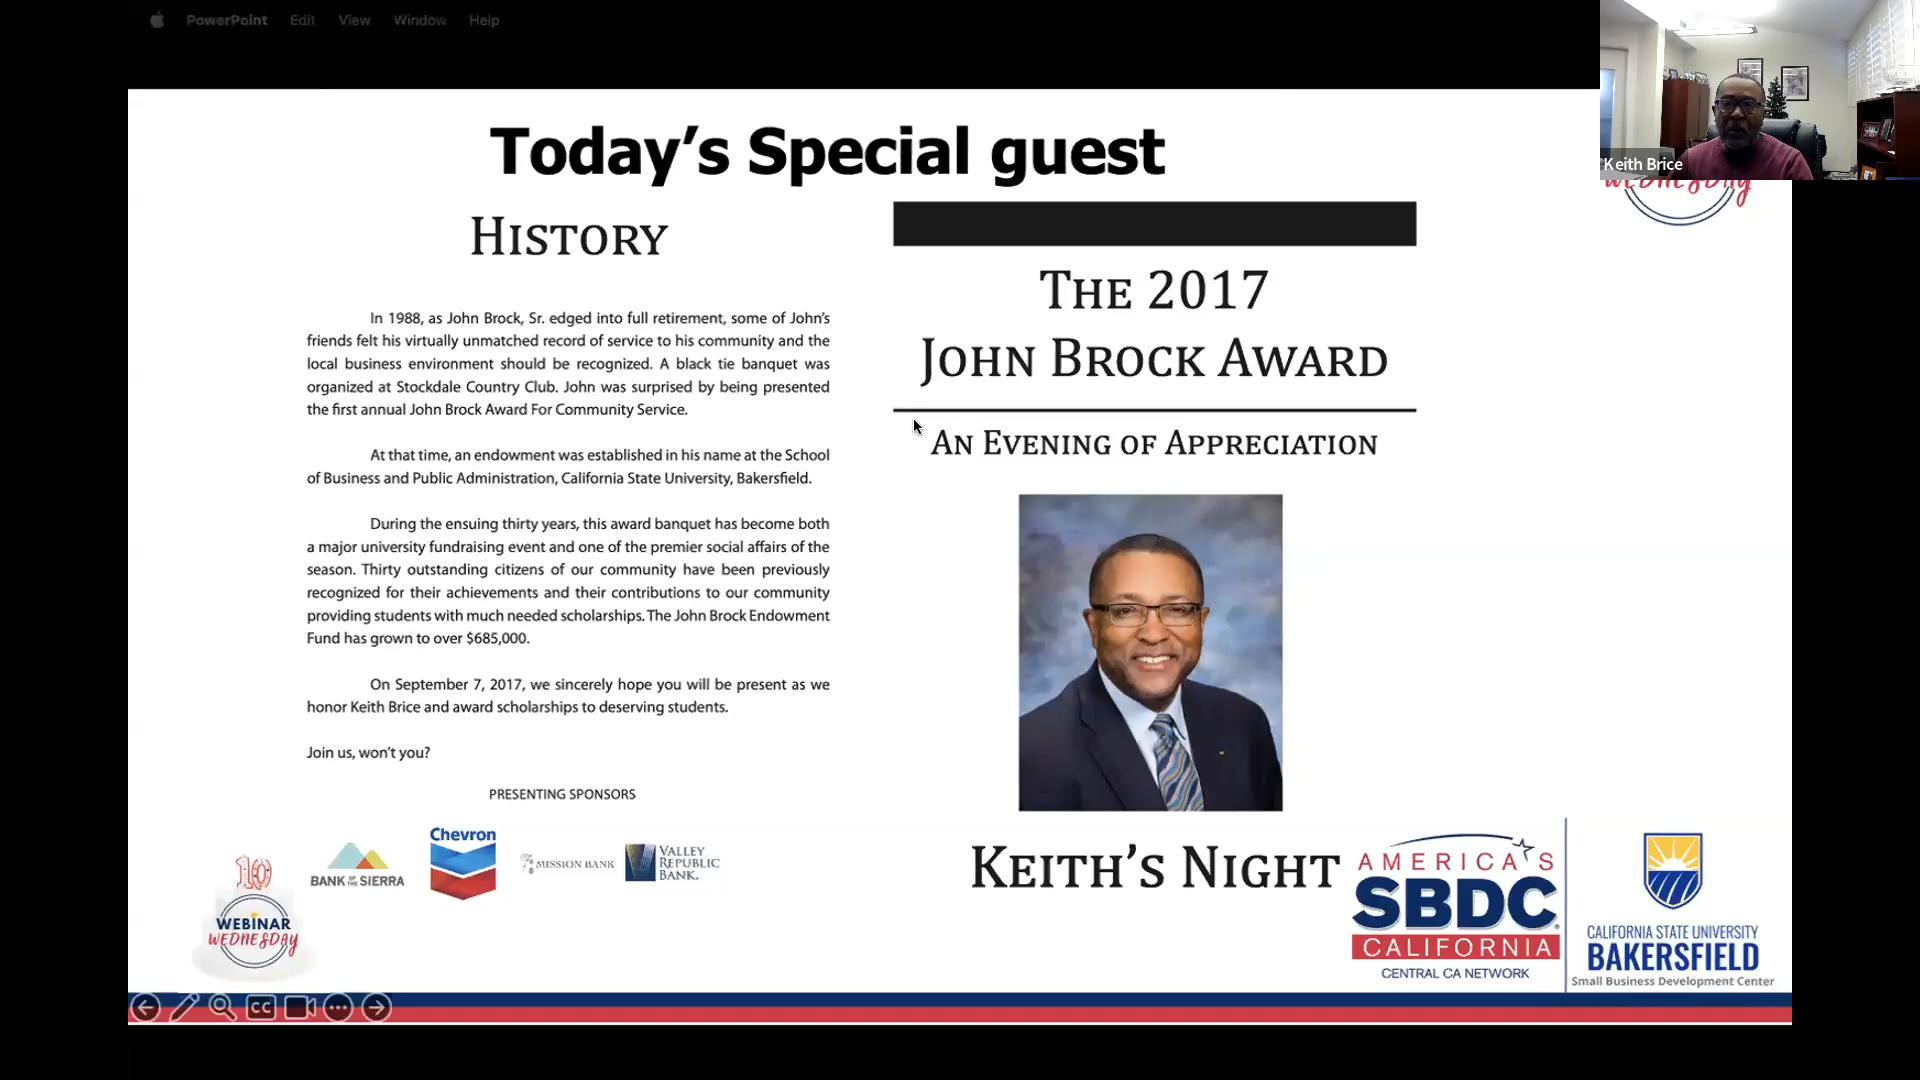 PowerPoint Edit View Window Help
Keith Brice
WEDNESDAY
Today's Special guest
HISTORY
In 1988, as John Brock, Sr. edged into full retirement, some of John's
friends felt his virtually unmatched record of service to his community and the
local business environment should be recognized. A black tie banquet was
organized at Stockdale Country Club. John was surprised by being presented
the first annual John Brock Award For Community Service.
At that time, an endowment was established in his name at the School
of Business and Public Administration, California State University, Bakersfield.
During the ensuing thirty years, this award banquet has become both
a major university fundraising event and one of the premier social affairs of the
season. Thirty outstanding citizens of our community have been previously
recognized for their achievements and their contributions to our community
providing students with much needed scholarships. The John Brock Endowment
Fund has grown to over $685,000.
On September 7, 2017, we sincerely hope you will be present as we
honor Keith Brice and award scholarships to deserving students.
Join us, won't you?
PRESENTING SPONSORS
BANK OF THE SIERRA
Chevron
MISSION BANK
VALLEY
REPUBLIC
BANK.
10
WEBINAR
WEDNESDAY
THE 2017
JOHN BROCK AWARD
AN EVENING OF APPRECIATION
KEITH'S NIGHT
AMERICA'S
SBDC
CALIFORNIA
CENTRAL CA NETWORK
CALIFORNIA STATE UNIVERSITY
BAKERSFIELD
Small Business Development Center
CC